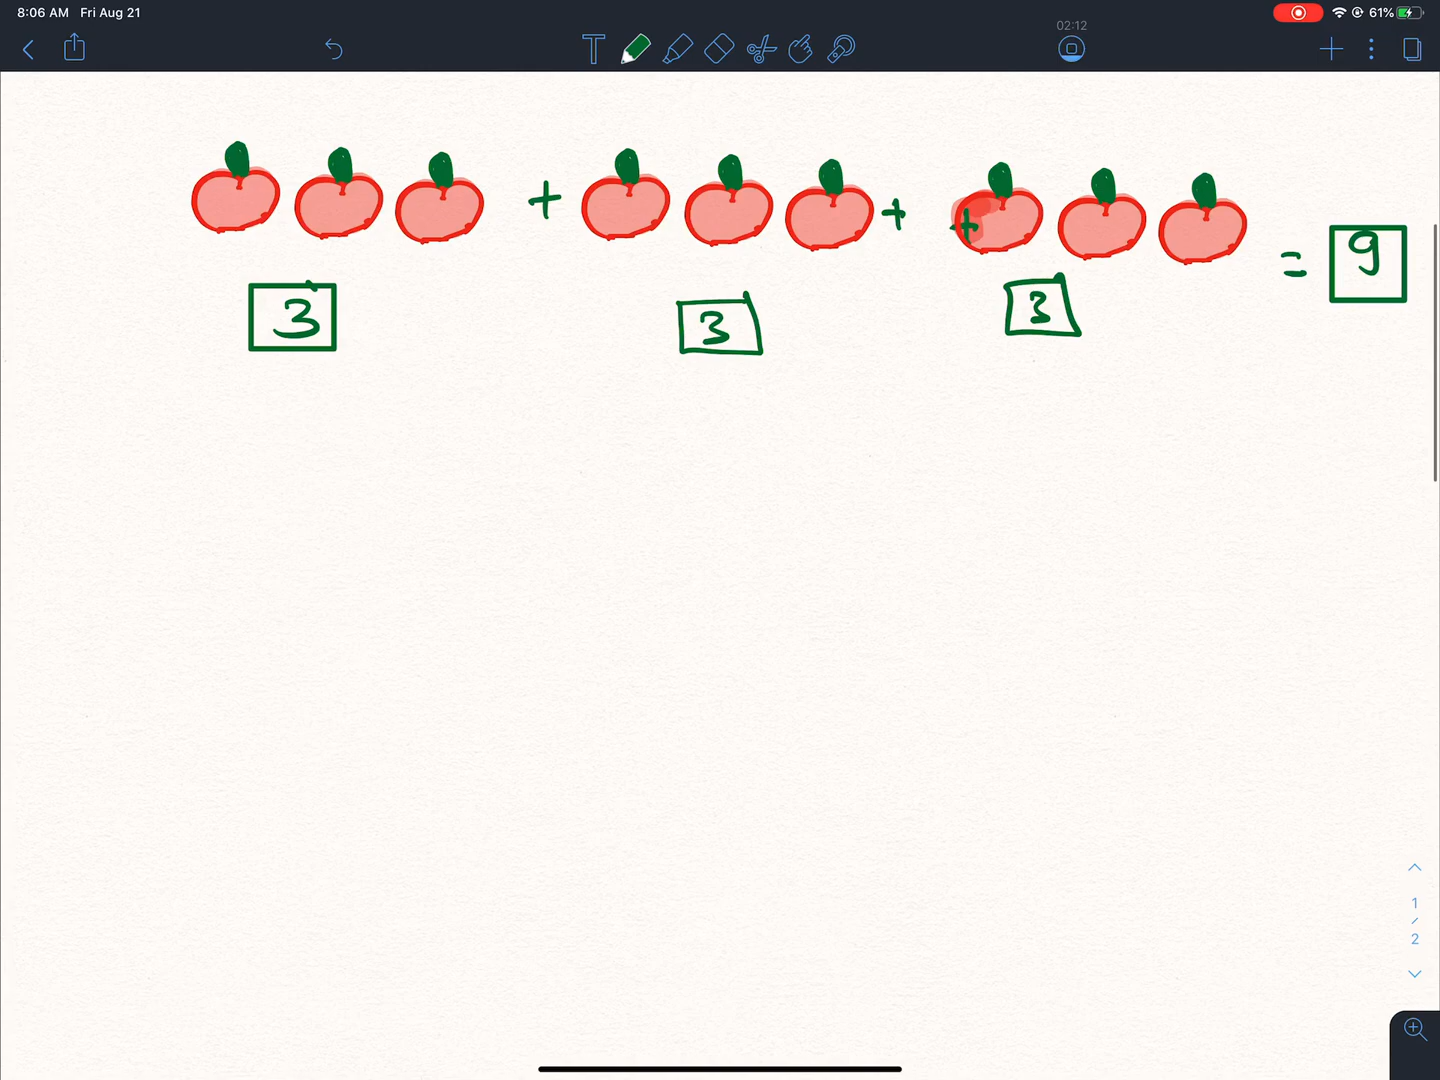 8:06 AM Fri Aug 21
61%
02:12
+ + + = 9
3 3 3
1
/
2